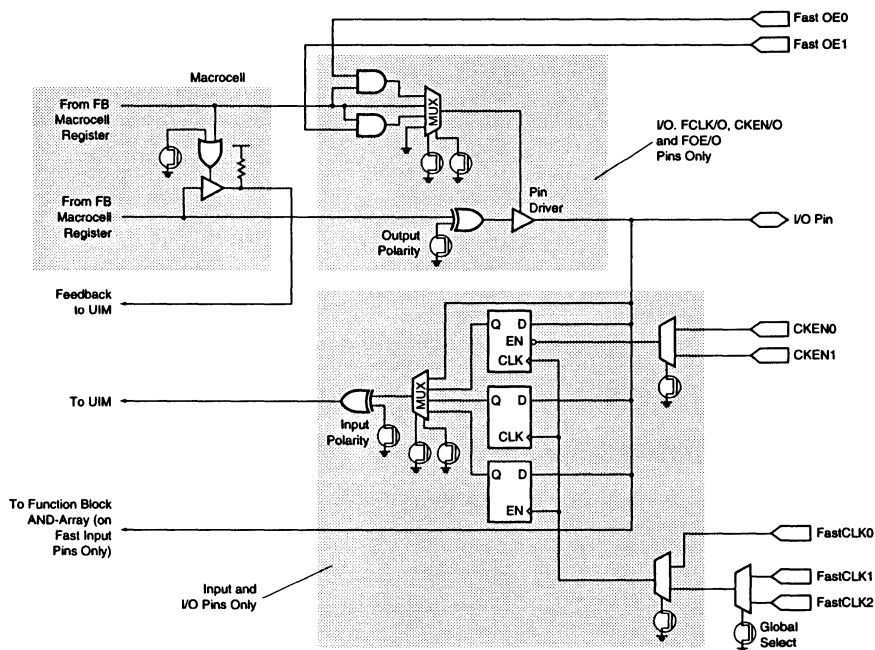 Fast OE0
Fast OE1
Macrocell
From FB
Macrocell
Register
MUX
I/O. FCLK/O, CKEN/O
and FOE/O
Pins Only
From FB
Macrocell
Register
Output
Polarity
Pin
Driver
I/O Pin
Feedback
to UIM
Q D
EN
CLK
CKEN0
CKEN1
To UIM
Input
Polarity
MUX
Q D
CLK
Q D
EN
To Function Block
AND-Array (on
Fast Input
Pins Only)
Input and
I/O Pins Only
FastCLK0
FastCLK1
FastCLK2
Global
Select